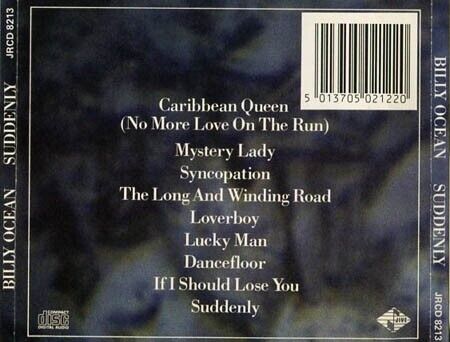 JRCD 8213
BILLY OCEAN SUDDENLY
5 013705 021220
Caribbean Queen
(No More Love On The Run)
Mystery Lady
Syncopation
The Long And Winding Road
Loverboy
Lucky Man
Dancefloor
If I Should Lose You
Suddenly
COMPACT
disc
DIGITAL AUDIO
JIVE
BILLY OCEAN SUDDENLY
JRCD 8213